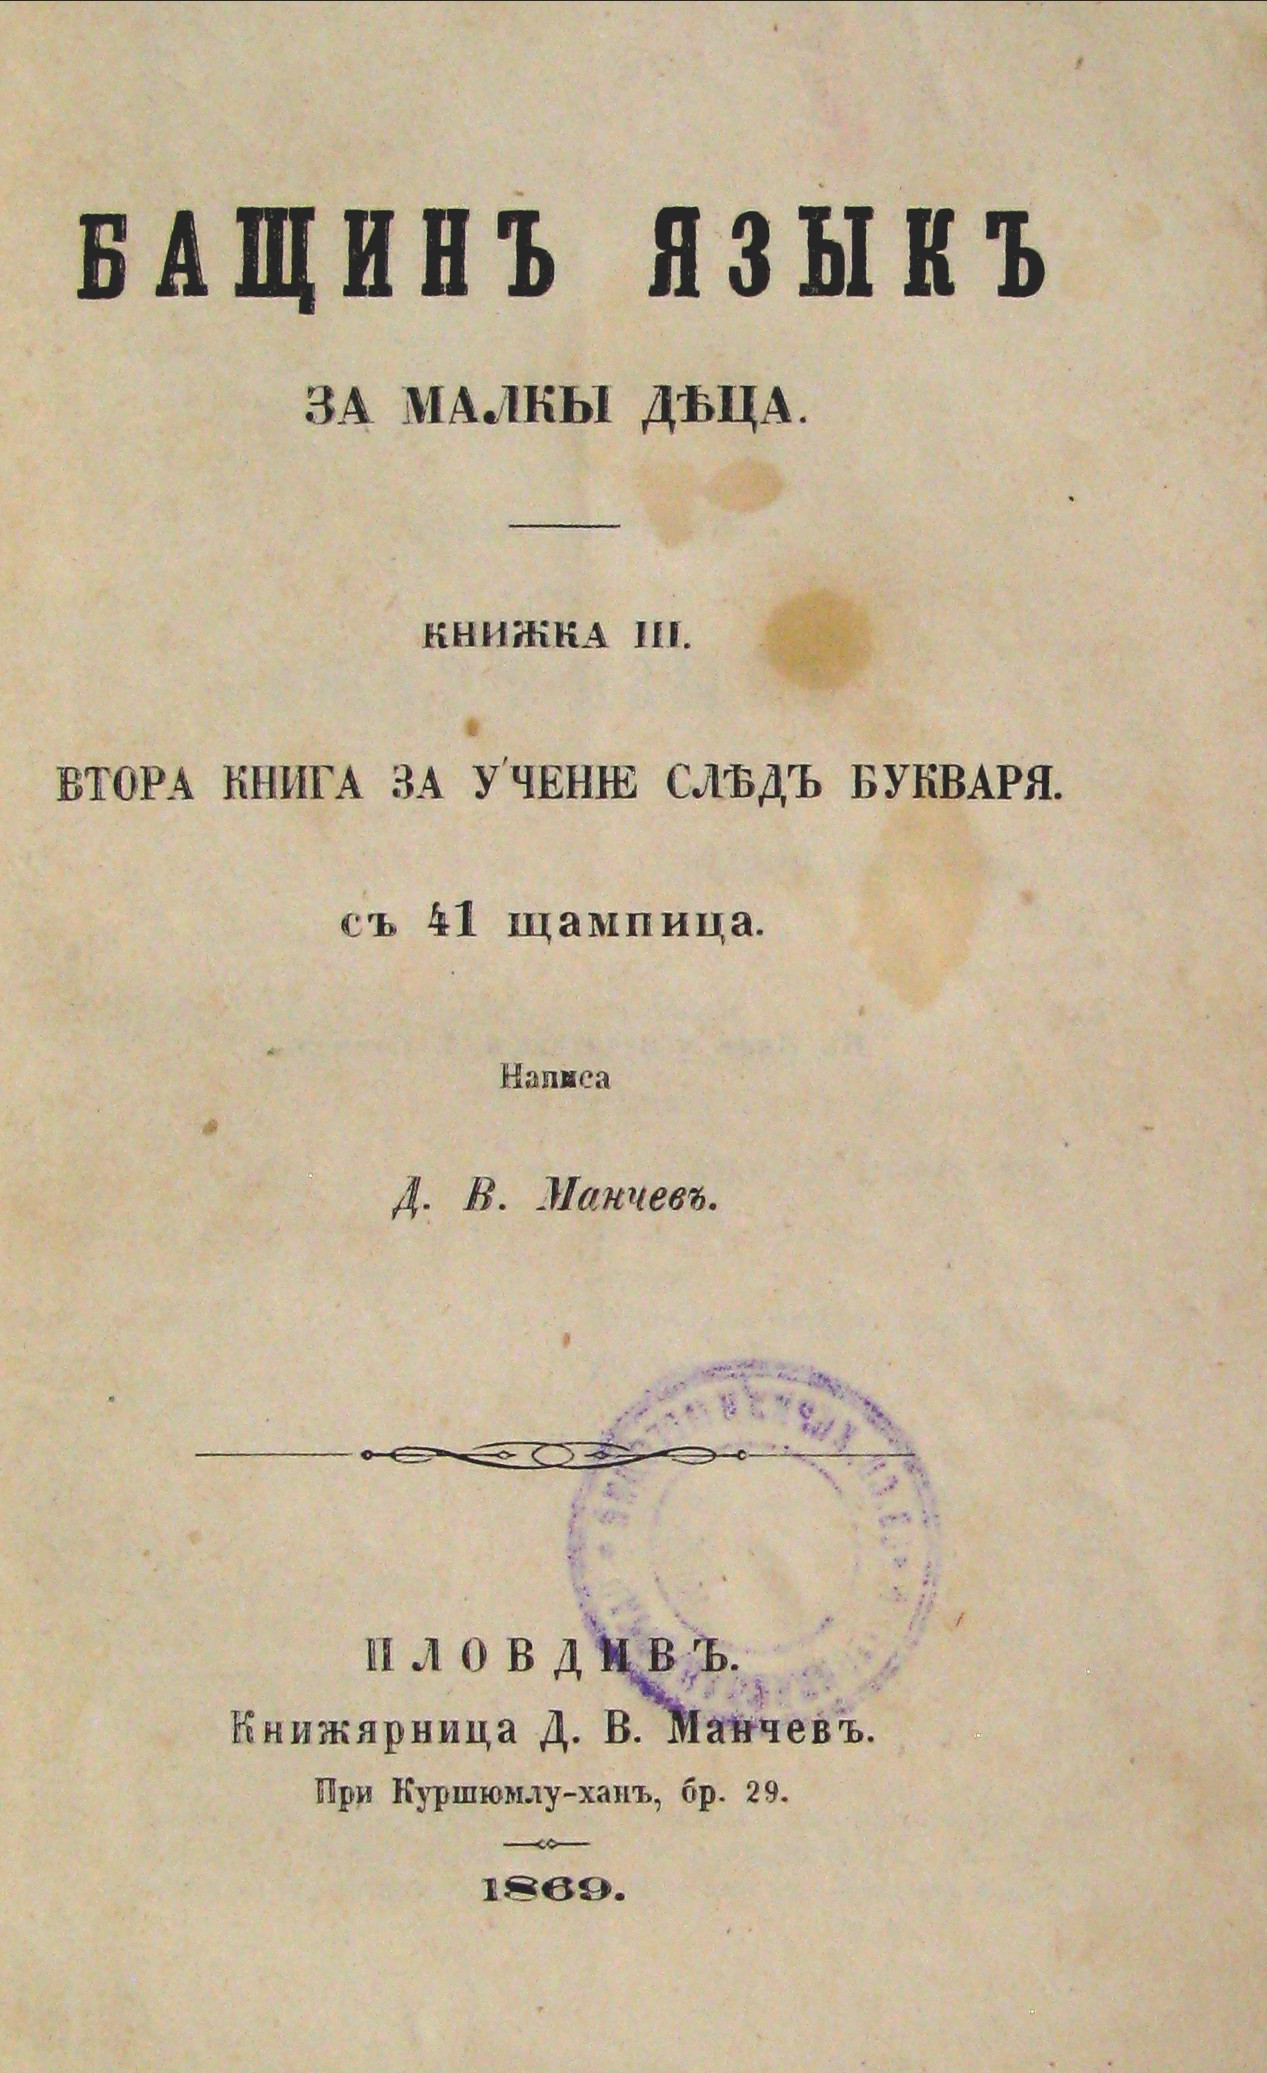 БАЩИНЪ ЯЗЫКЪ
ЗА МАЛКЫ ДѢЦА.
КНИЖКА III.
ВТОРА КНИГА ЗА УЧЕНІЕ СЛѢДЪ БУКВАРЯ.
съ 41 щампица.
Написа
Д. В. Манчевъ.
ПЛОВДИВЪ.
Книжярница Д. В. Манчевъ.
При Куршюмлу-ханъ, бр. 29.
1869.